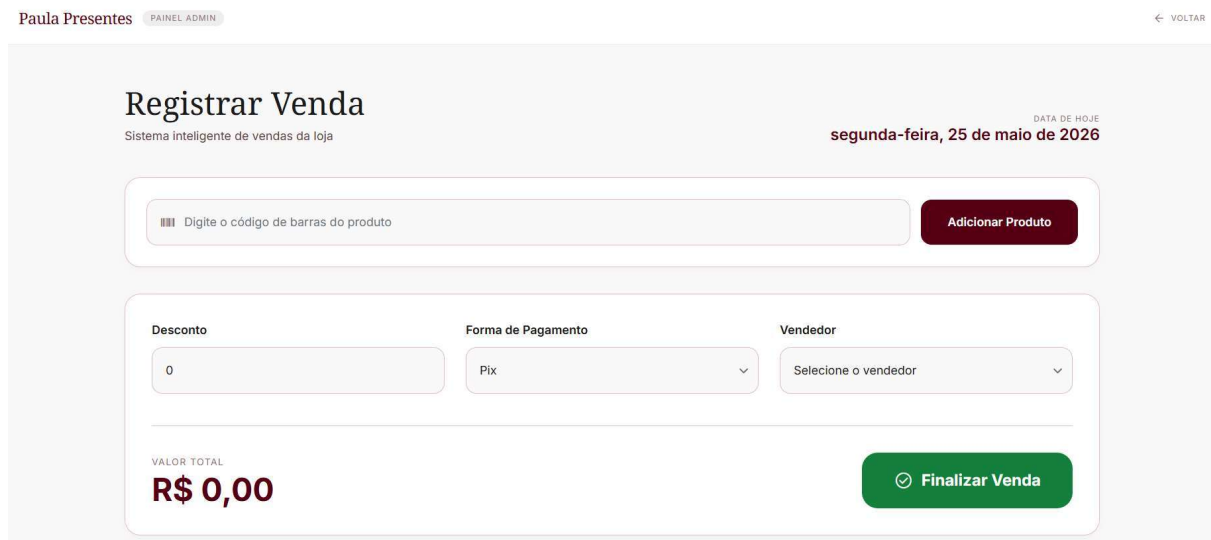 Paula Presentes PAINEL ADMIN
VOLTAR
Registrar Venda
Sistema inteligente de vendas da loja
DATA DE HOJE
segunda-feira, 25 de maio de 2026
Digite o código de barras do produto
Adicionar Produto
Desconto
Forma de Pagamento
Vendedor
0
Pix
Selecione o vendedor
VALOR TOTAL
R$ 0,00
Finalizar Venda